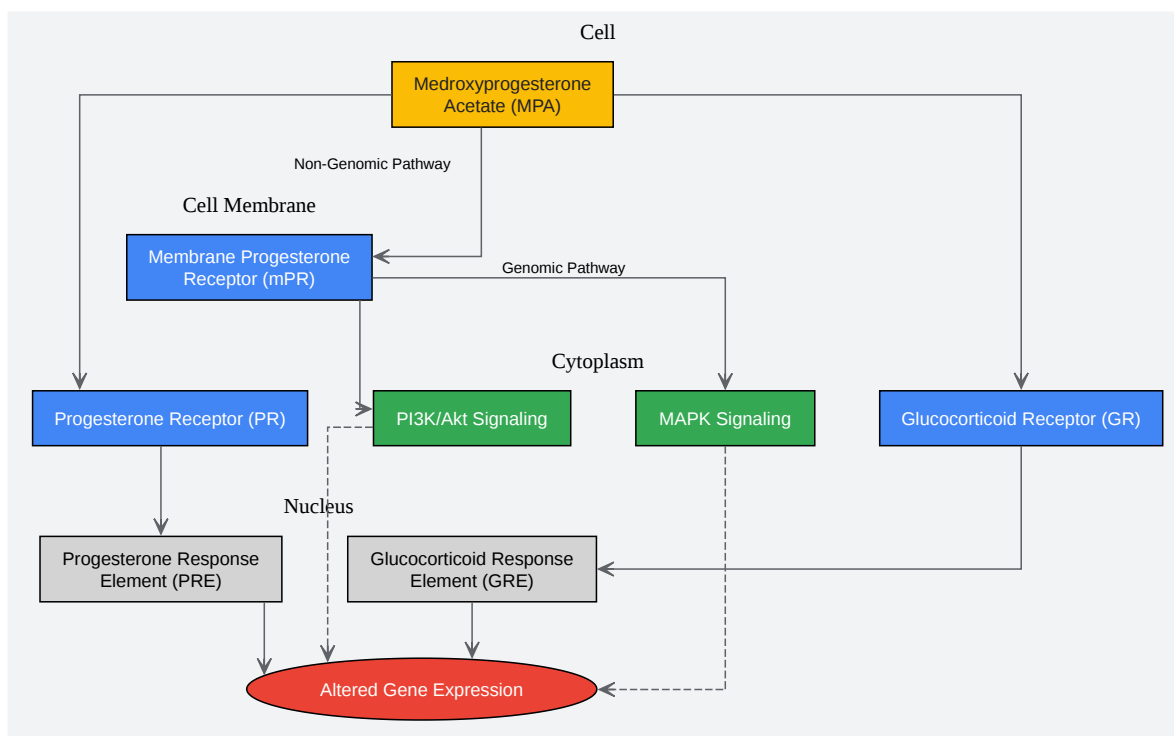 Cell
Medroxyprogesterone
Acetate (MPA)
Non-Genomic Pathway
Cell Membrane
Membrane Progesterone
Receptor (mPR)
Genomic Pathway
Cytoplasm
Progesterone Receptor (PR)
PI3K/Akt Signaling
MAPK Signaling
Glucocorticoid Receptor (GR)
Nucleus
Progesterone Response
Element (PRE)
Glucocorticoid Response
Element (GRE)
Altered Gene Expression